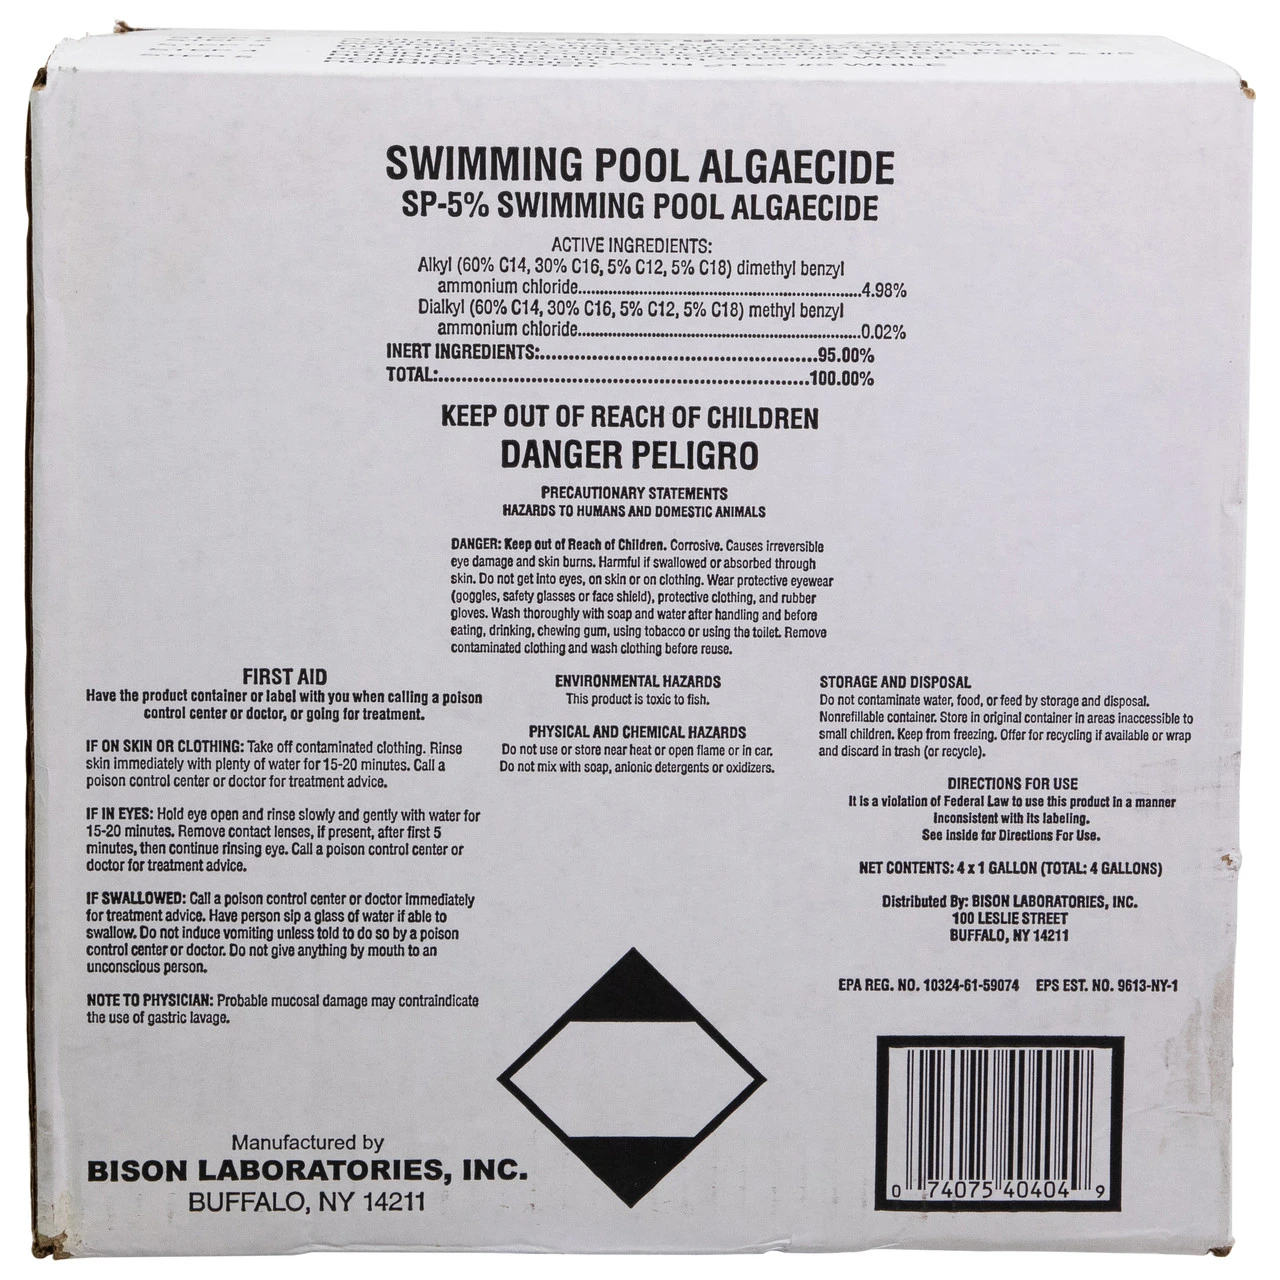 SWIMMING POOL ALGAECIDE
SP-5% SWIMMING POOL ALGAECIDE
ACTIVE INGREDIENTS:
Alkyl (60% C14, 30% C16, 5% C12, 5% C18) dimethyl benzyl
ammonium chloride..........4.98%
Dialkyl (60% C14, 30% C16, 5% C12, 5% C18) methyl benzyl
ammonium chloride..........0.02%
INERT INGREDIENTS:..........95.00%
TOTAL:..........100.00%
KEEP OUT OF REACH OF CHILDREN
DANGER PELIGRO
PRECAUTIONARY STATEMENTS
HAZARDS TO HUMANS AND DOMESTIC ANIMALS
DANGER: Keep out of Reach of Children. Corrosive. Causes irreversible
eye damage and skin burns. Harmful if swallowed or absorbed through
skin. Do not get into eyes, on skin or on clothing. Wear protective eyewear
(goggles, safety glasses or face shield), protective clothing, and rubber
gloves. Wash thoroughly with soap and water after handling and before
eating, drinking, chewing gum, using tobacco or using the toilet. Remove
contaminated clothing and wash clothing before reuse.
FIRST AID
Have the product container or label with you when calling a poison
control center or doctor, or going for treatment.
IF ON SKIN OR CLOTHING: Take off contaminated clothing. Rinse
skin immediately with plenty of water for 15-20 minutes. Call a
poison control center or doctor for treatment advice.
IF IN EYES: Hold eye open and rinse slowly and gently with water for
15-20 minutes. Remove contact lenses, if present, after first 5
minutes, then continue rinsing eye. Call a poison control center or
doctor for treatment advice.
IF SWALLOWED: Call a poison control center or doctor immediately
for treatment advice. Have person sip a glass of water if able to
swallow. Do not induce vomiting unless told to do so by a poison
control center or doctor. Do not give anything by mouth to an
unconscious person.
NOTE TO PHYSICIAN: Probable mucosal damage may contraindicate
the use of gastric lavage.
ENVIRONMENTAL HAZARDS
This product is toxic to fish.
PHYSICAL AND CHEMICAL HAZARDS
Do not use or store near heat or open flame or in car.
Do not mix with soap, anionic detergents or oxidizers.
STORAGE AND DISPOSAL
Do not contaminate water, food, or feed by storage and disposal.
Nonrefillable container. Store in original container in areas inaccessible to
small children. Keep from freezing. Offer for recycling if available or wrap
and discard in trash (or recycle).
DIRECTIONS FOR USE
It is a violation of Federal Law to use this product in a manner
inconsistent with its labeling.
See inside for Directions For Use.
NET CONTENTS: 4 x 1 GALLON (TOTAL: 4 GALLONS)
Distributed By: BISON LABORATORIES, INC.
100 LESLIE STREET
BUFFALO, NY 14211
EPA REG. NO. 10324-61-59074 EPS EST. NO. 9613-NY-1
Manufactured by
BISON LABORATORIES, INC.
BUFFALO, NY 14211
0 74075 40404 9